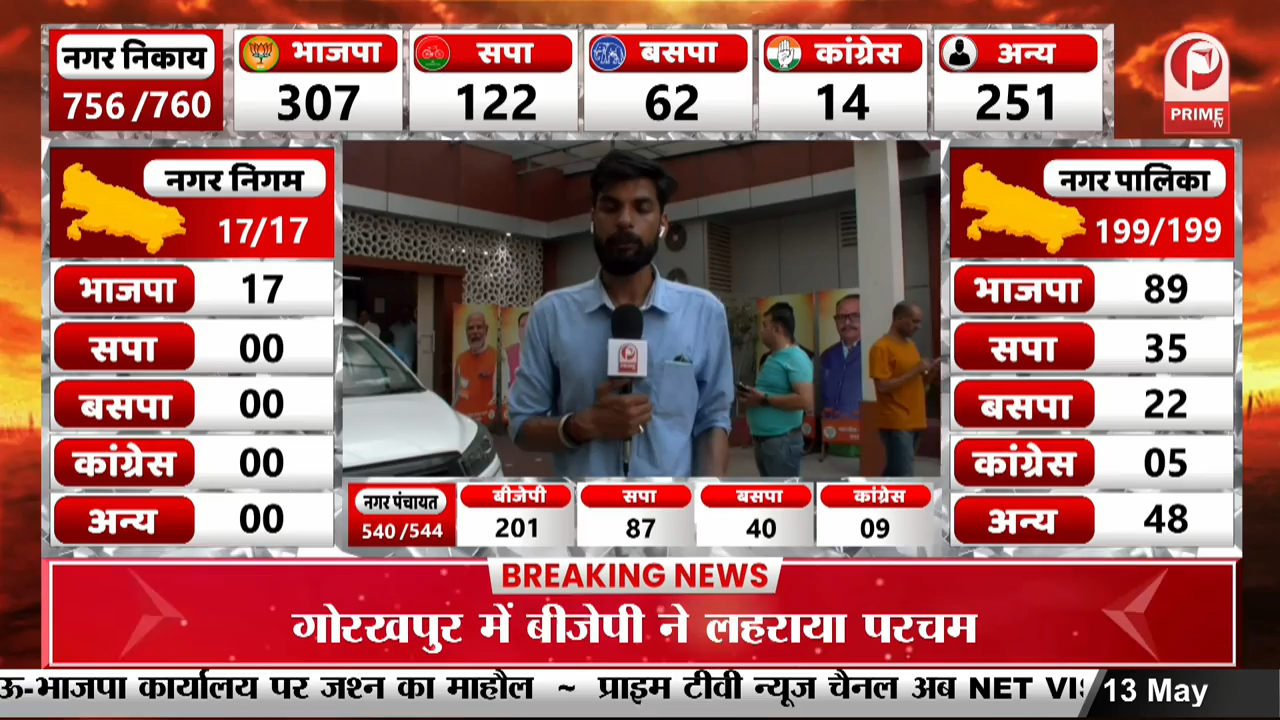 नगर निकाय
756 /760
भाजपा
307
सपा
122
बसपा
62
कांग्रेस
14
अन्य
251
PRIME
TV
नगर निगम
17/17
भाजपा 17
सपा 00
बसपा 00
कांग्रेस 00
अन्य 00
नगर पालिका
199/199
भाजपा 89
सपा 35
बसपा 22
कांग्रेस 05
अन्य 48
नगर पंचायत
540 /544
बीजेपी
201
सपा
87
बसपा
40
कांग्रेस
09
BREAKING NEWS
गोरखपुर में बीजेपी ने लहराया परचम
ऊ-भाजपा कार्यालय पर जश्न का माहौल ~ प्राइम टीवी न्यूज चैनल अब NET
13 May